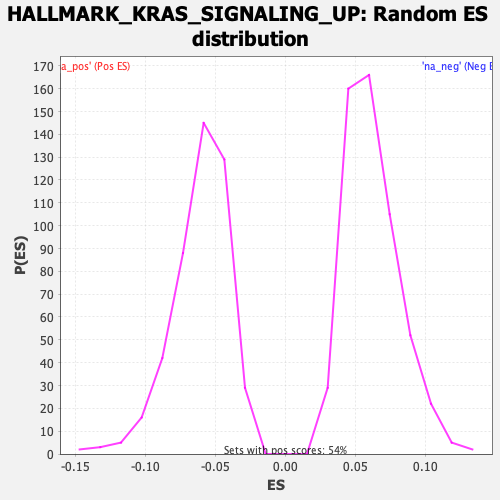 HALLMARK_KRAS_SIGNALING_UP: Random ES
distribution
a_pos' (Pos ES)
'na_neg' (Neg E
170
160
150
140
130
120
110
100
90
80
70
60
50
40
30
20
10
0
P(ES)
Sets with pos scores: 54%
-0.15 -0.10 -0.05 0.00 0.05 0.10
ES